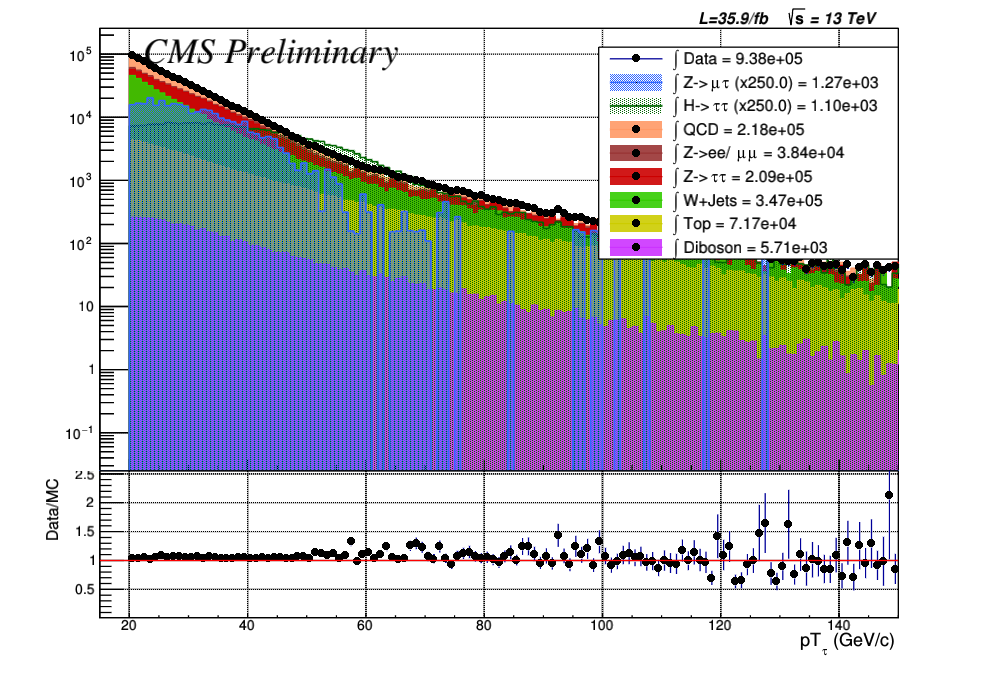 L=35.9/fb √s = 13 TeV
CMS Preliminary
∫ Data = 9.38e+05
∫ Z->μτ (x250.0) = 1.27e+03
∫ H->ττ (x250.0) = 1.10e+03
∫ QCD = 2.18e+05
∫ Z->ee/ μμ = 3.84e+04
∫ Z->ττ = 2.09e+05
∫ W+Jets = 3.47e+05
∫ Top = 7.17e+04
∫ Diboson = 5.71e+03
10⁵
10⁴
10³
10²
10
1
10⁻¹
Data/MC
2.5
2
1.5
1
0.5
20 40 60 80 100 120 140
pT_τ (GeV/c)